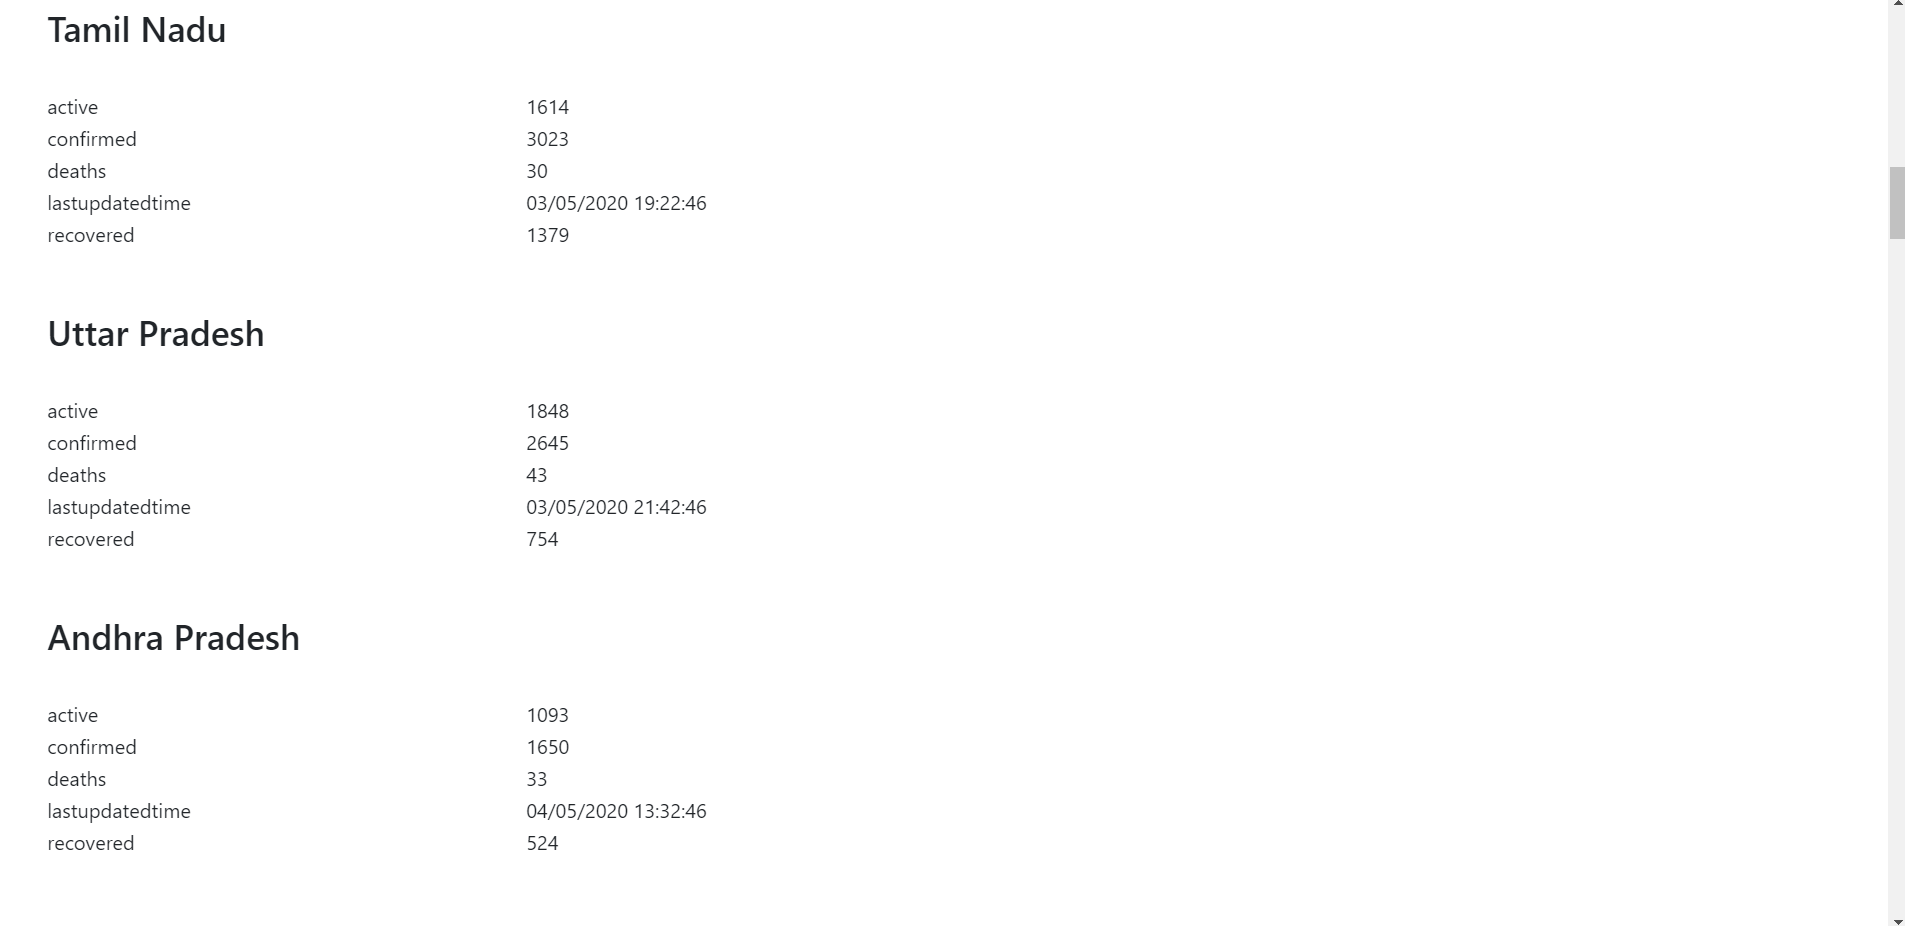 Tamil Nadu
active 1614
confirmed 3023
deaths 30
lastupdatedtime 03/05/2020 19:22:46
recovered 1379
Uttar Pradesh
active 1848
confirmed 2645
deaths 43
lastupdatedtime 03/05/2020 21:42:46
recovered 754
Andhra Pradesh
active 1093
confirmed 1650
deaths 33
lastupdatedtime 04/05/2020 13:32:46
recovered 524